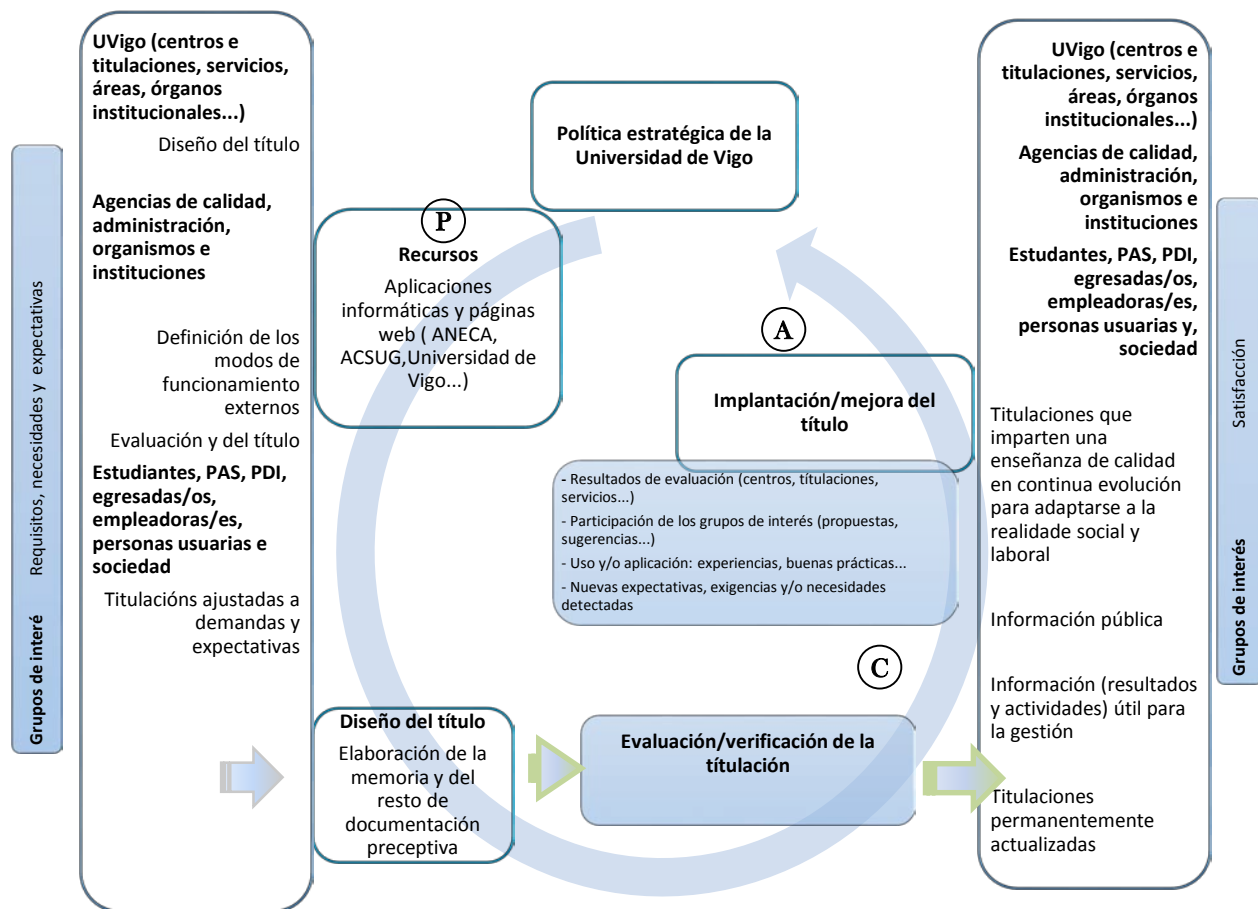 Grupos de interé Requisitos, necesidades y expectativas
UVigo (centros e
titulaciones, servicios,
áreas, órganos
institucionales...)
Diseño del título
Agencias de calidad,
administración,
organismos e
instituciones
Definición de los
modos de
funcionamiento
externos
Evaluación y del título
Estudiantes, PAS, PDI,
egresadas/os,
empleadoras/es,
personas usuarias e
sociedad
Titulacións ajustadas a
demandas y
expectativas
Política estratégica de la
Universidad de Vigo
P
Recursos
Aplicaciones
informáticas y páginas
web ( ANECA,
ACSUG,Universidad de
Vigo...)
A
Implantación/mejora del
título
- Resultados de evaluación (centros, títulaciones,
servicios...)
- Participación de los grupos de interés (propuestas,
sugerencias...)
- Uso y/o aplicación: experiencias, buenas prácticas...
- Nuevas expectativas, exigencias y/o necesidades
detectadas
C
Diseño del título
Elaboración de la
memoria y del
resto de
documentación
preceptiva
Evaluación/verificación de la
títulación
UVigo (centros e
titulaciones, servicios,
áreas, órganos
institucionales...)
Agencias de calidad,
administración,
organismos e
instituciones
Estudiantes, PAS, PDI,
egresadas/os,
empleadoras/es,
personas usuarias y,
sociedad
Titulaciones que
imparten una
enseñanza de calidad
en continua evolución
para adaptarse a la
realidade social y
laboral
Información pública
Información (resultados
y actividades) útil para
la gestión
Titulaciones
permanentemente
actualizadas
Grupos de interés Satisfacción